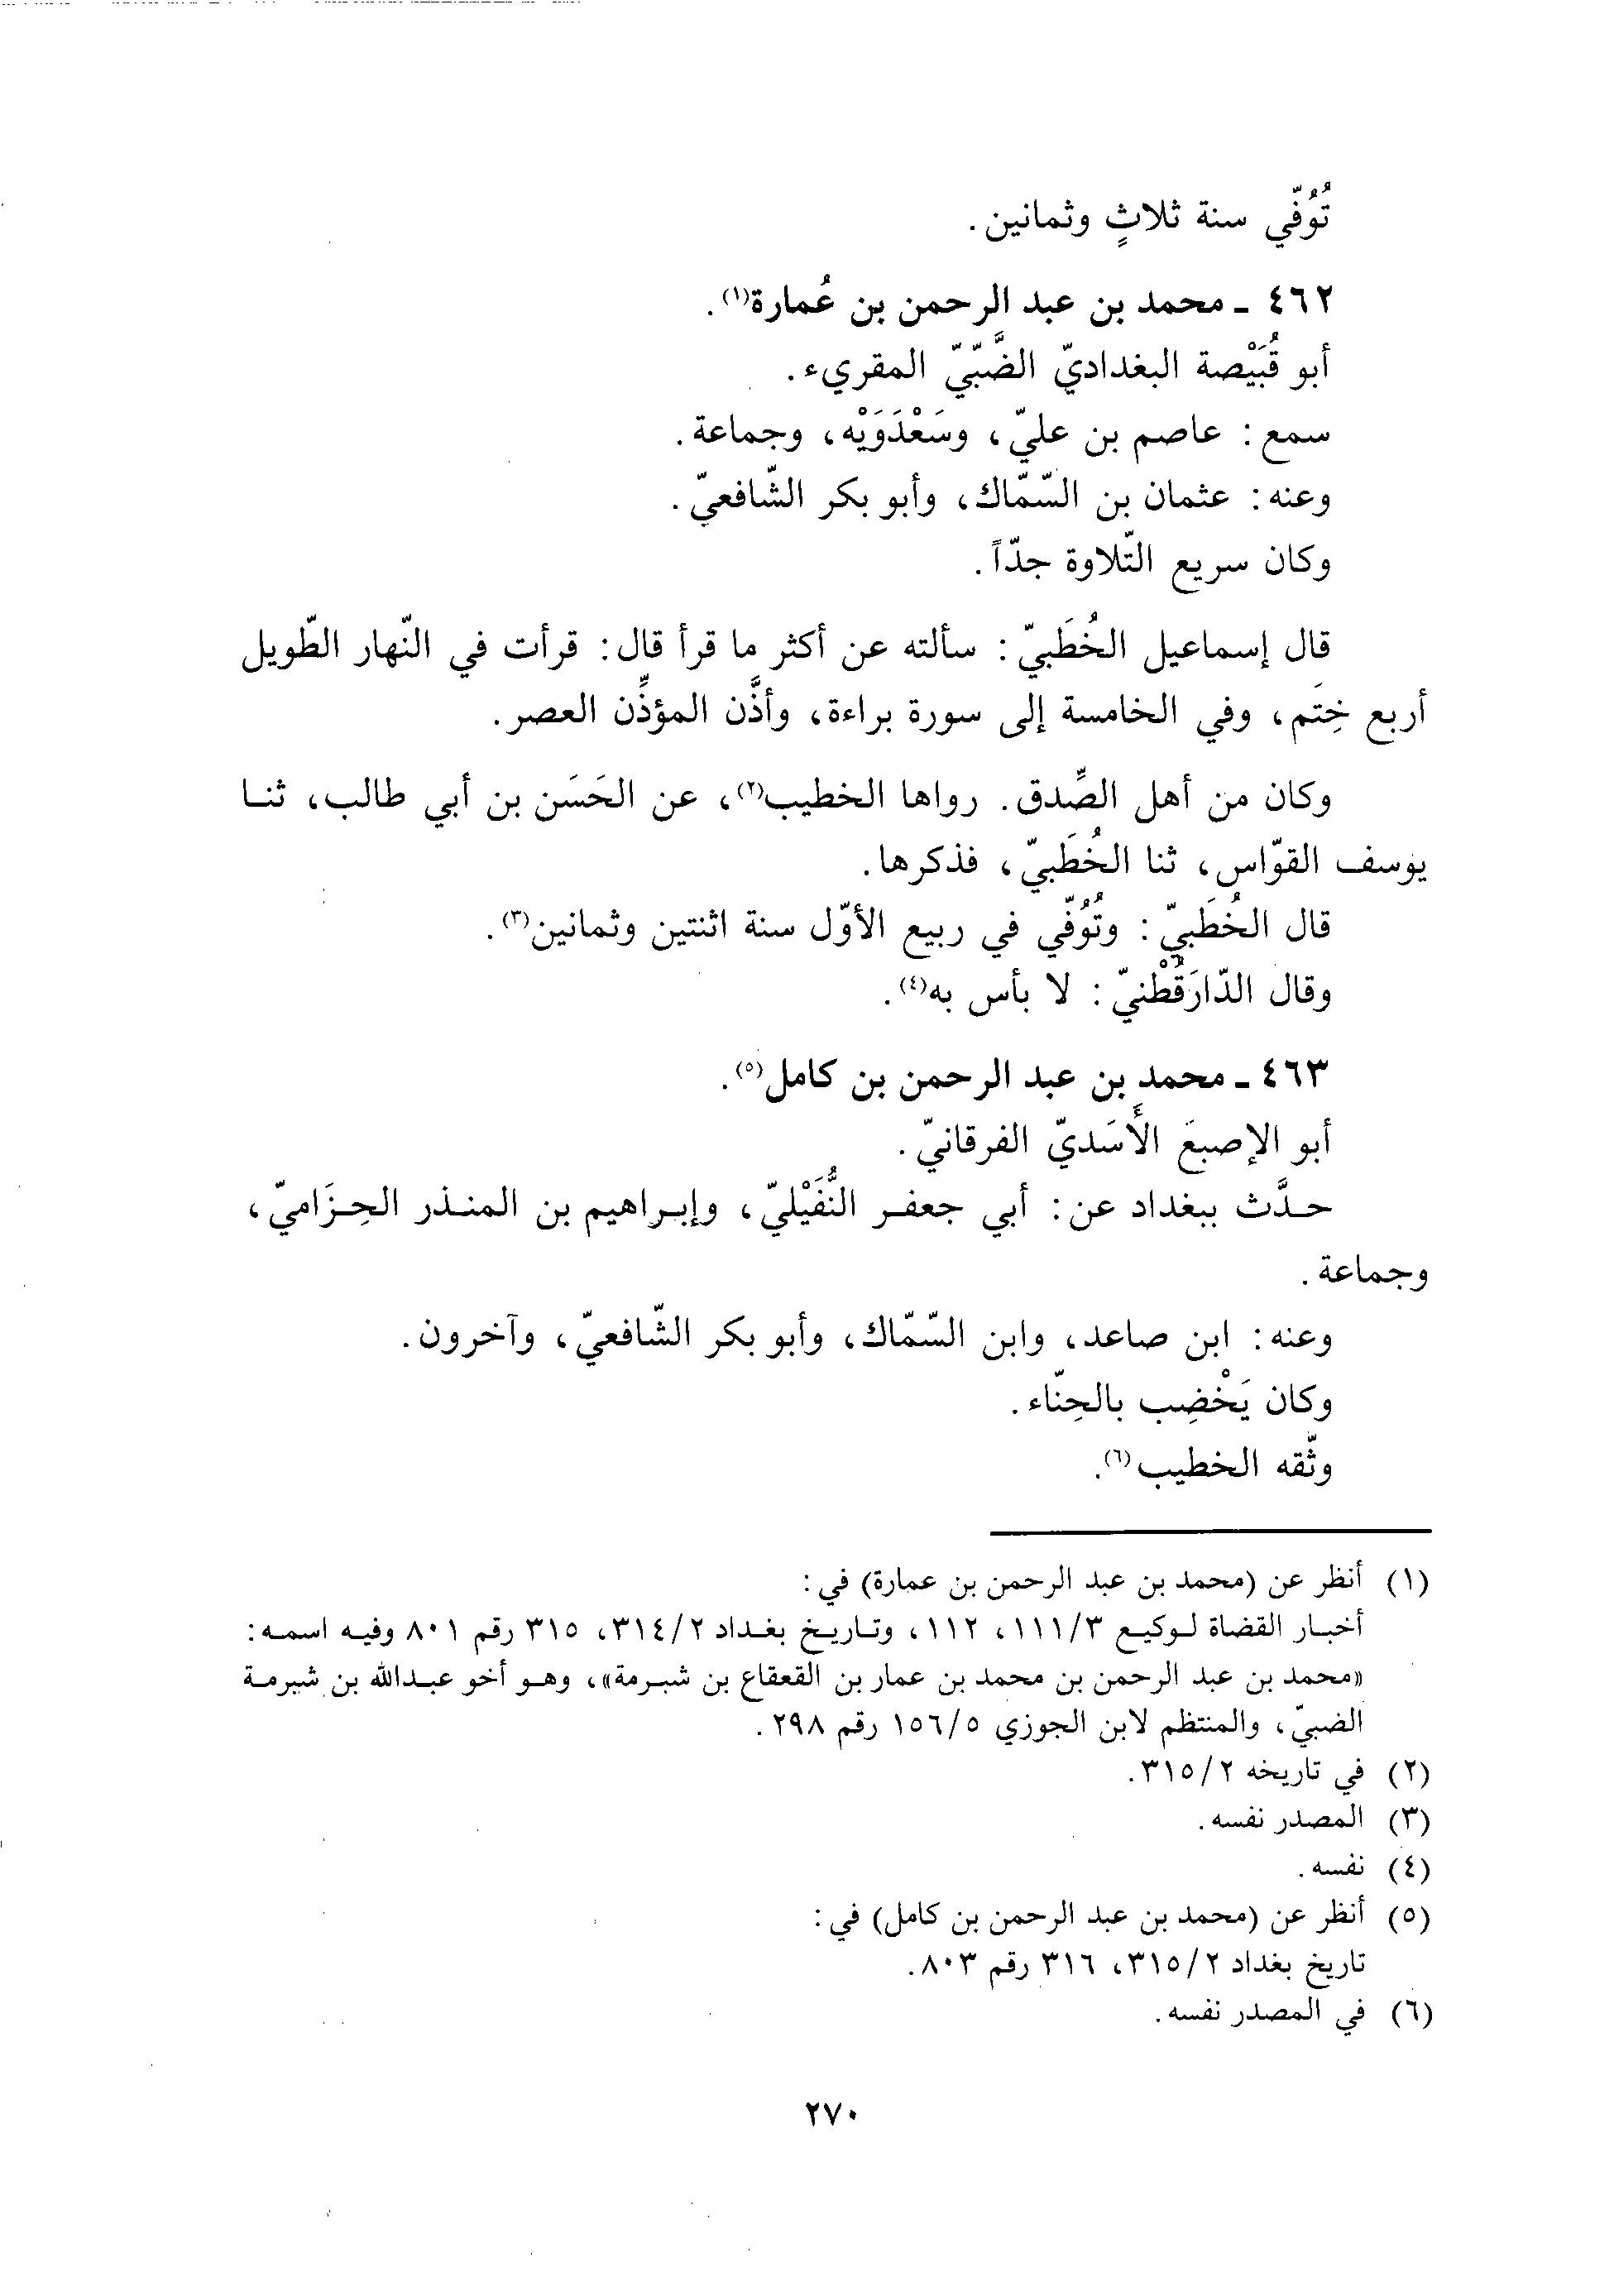 تُوُفّي سنة ثلاثٍ وثمانين.
٤٦٢ - محمد بن عبد الرحمن بن عُمارة(١).
أبو قُبَيْصة البغداديّ الضَّبّيّ المقريء.
سمع: عاصم بن عليّ، وسَعْدَوَيْه، وجماعة.
وعنه: عثمان بن السّمّاك، وأبو بكر الشّافعيّ.
وكان سريع التّلاوة جدّاً.
قال إسماعيل الخُطَبيّ: سألته عن أكثر ما قرأ قال: قرأت في النّهار الطّويل
أربع خِتَم، وفي الخامسة إلى سورة براءة، وأذَّن المؤذِّن العصر.
وكان من أهل الصِّدق. رواها الخطيب(٢)، عن الحَسَن بن أبي طالب، ثنا
يوسف القوّاس، ثنا الخُطَبيّ، فذكرها.
قال الخُطَبيّ: وتُوُفّي في ربيع الأوّل سنة اثنتين وثمانين(٣).
وقال الدّارَقُطْنيّ: لا بأس به(٤).
٤٦٣ - محمد بن عبد الرحمن بن كامل(٥).
أبو الإصبَع الأَسَديّ الفرقانيّ.
حدَّث ببغداد عن: أبي جعفر النُّفَيْليّ، وإبراهيم بن المنذر الحِزَاميّ،
وجماعة.
وعنه: ابن صاعد، وابن السّمّاك، وأبو بكر الشّافعيّ، وآخرون.
وكان يَخْضِب بالحِنّاء.
وثّقه الخطيب(٦).
(١) أنظر عن (محمد بن عبد الرحمن بن عمارة) في:
أخبار القضاة لوكيع ١١١/٣، ١١٢، وتاريخ بغداد ٣١٤/٢، ٣١٥ رقم ٨٠١ وفيه اسمه:
«محمد بن عبد الرحمن بن محمد بن عمار بن القعقاع بن شبرمة»، وهو أخو عبدالله بن شبرمة
الضبيّ، والمنتظم لابن الجوزي ١٥٦/٥ رقم ٢٩٨.
(٢) في تاريخه ٣١٥/٢.
(٣) المصدر نفسه.
(٤) نفسه.
(٥) أنظر عن (محمد بن عبد الرحمن بن كامل) في:
تاريخ بغداد ٣١٥/٢، ٣١٦ رقم ٨٠٣.
(٦) في المصدر نفسه.
٢٧٠